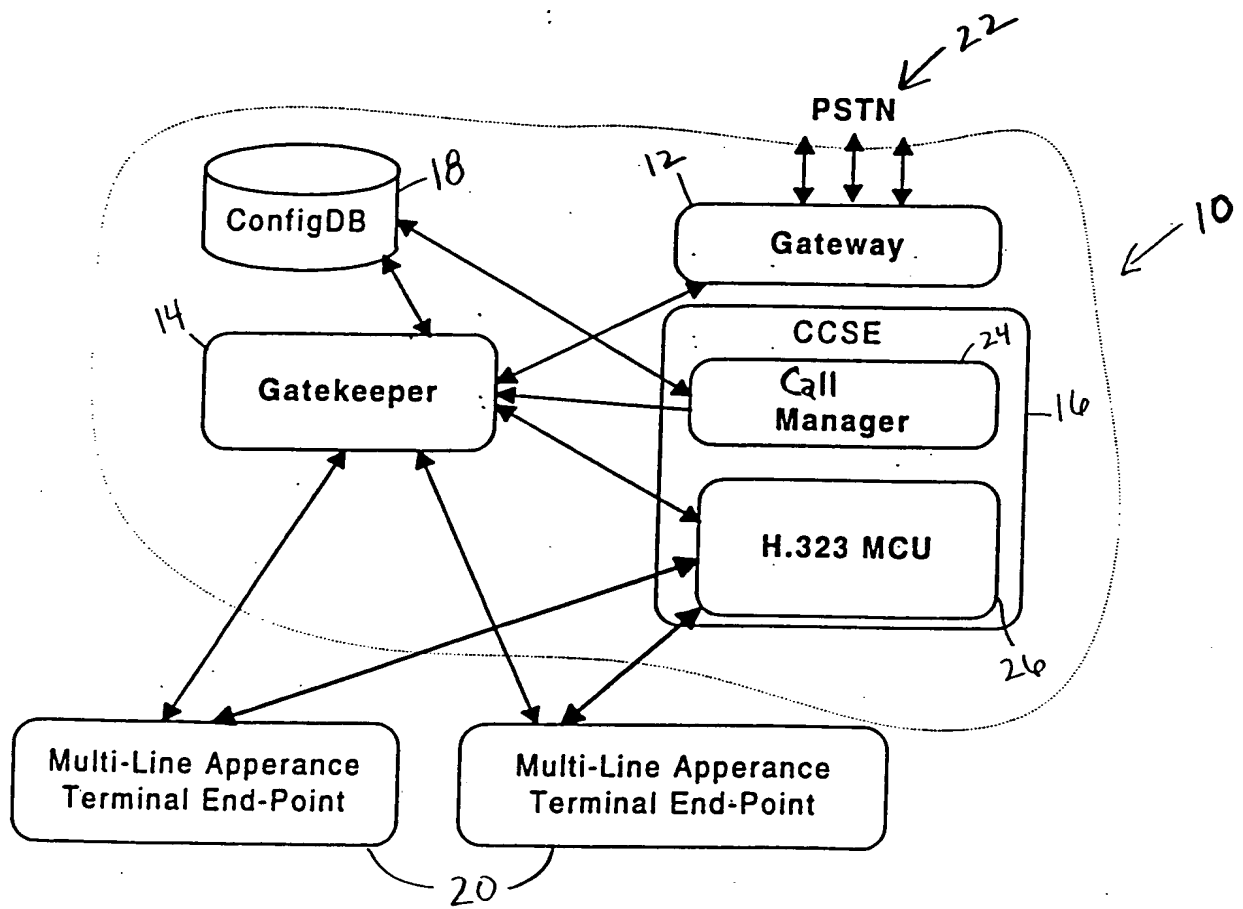 22
PSTN
18
12
10
ConfigDB
Gateway
14
CCSE
24
Gatekeeper
Call
Manager
16
H.323 MCU
26
Multi-Line Apperance
Terminal End-Point
Multi-Line Apperance
Terminal End-Point
20